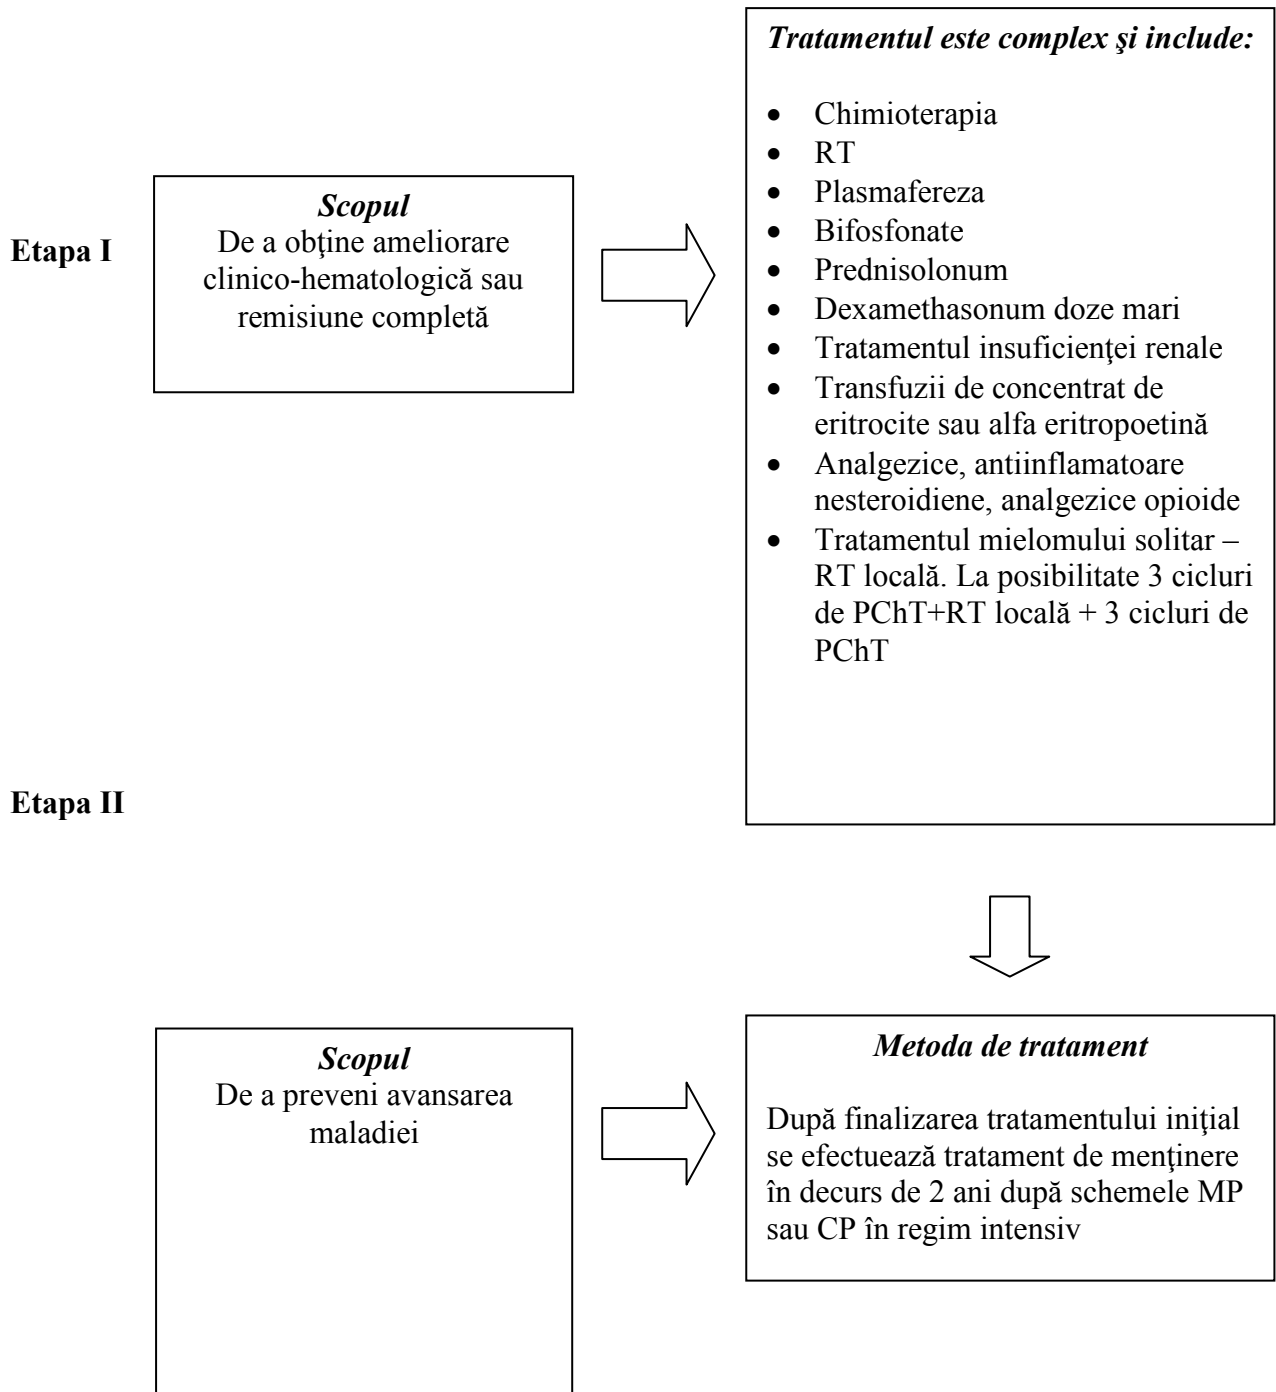 Etapa I
Scopul
De a obţine ameliorare
clinico-hematologică sau
remisiune completă
Tratamentul este complex şi include:
• Chimioterapia
• RT
• Plasmafereza
• Bifosfonate
• Prednisolonum
• Dexamethasonum doze mari
• Tratamentul insuficienţei renale
• Transfuzii de concentrat de
eritrocite sau alfa eritropoetină
• Analgezice, antiinflamatoare
nesteroidiene, analgezice opioide
• Tratamentul mielomului solitar –
RT locală. La posibilitate 3 cicluri
de PChT+RT locală + 3 cicluri de
PChT
Etapa II
Scopul
De a preveni avansarea
maladiei
Metoda de tratament
După finalizarea tratamentului iniţial
se efectuează tratament de menţinere
în decurs de 2 ani după schemele MP
sau CP în regim intensiv